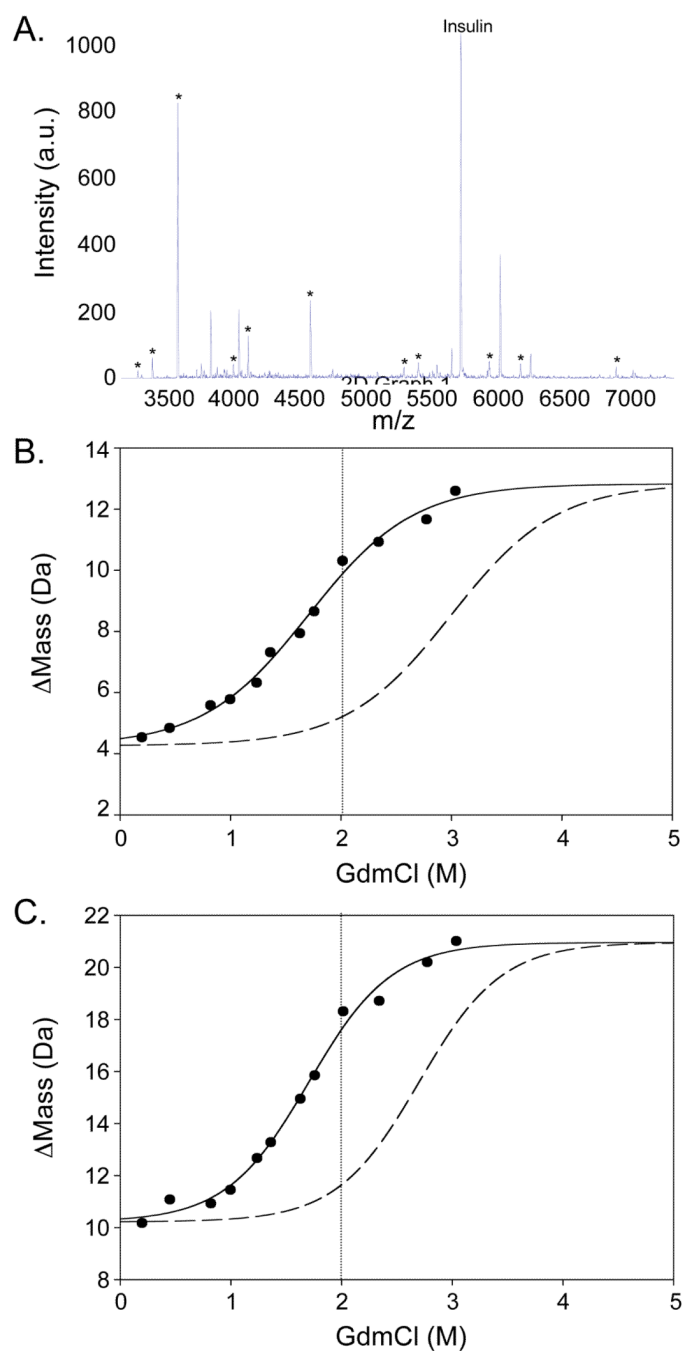 A.
Insulin
1000
800
600
400
200
0
Intensity (a.u.)
* * * * * * * * * * *
2D Graph 1
3500 4000 4500 5000 5500 6000 6500 7000
m/z
B.
14
12
10
8
6
4
2
ΔMass (Da)
0 1 2 3 4 5
GdmCl (M)
C.
22
20
18
16
14
12
10
8
ΔMass (Da)
0 1 2 3 4 5
GdmCl (M)